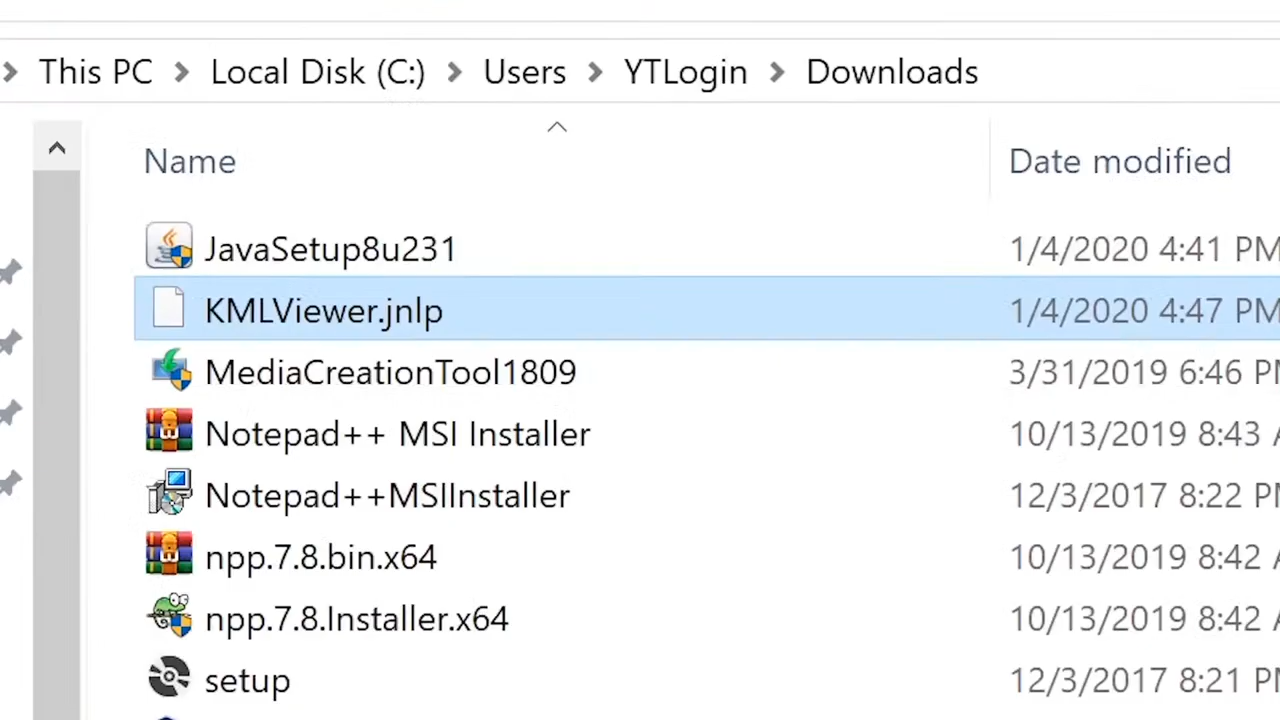 This PC > Local Disk (C:) > Users > YTLogin > Downloads
Name Date modified
JavaSetup8u231 1/4/2020 4:41 PM
KMLViewer.jnlp 1/4/2020 4:47 PM
MediaCreationTool1809 3/31/2019 6:46 PM
Notepad++ MSI Installer 10/13/2019 8:43 A
Notepad++MSIInstaller 12/3/2017 8:22 PM
npp.7.8.bin.x64 10/13/2019 8:42 A
npp.7.8.Installer.x64 10/13/2019 8:42 A
setup 12/3/2017 8:21 PM